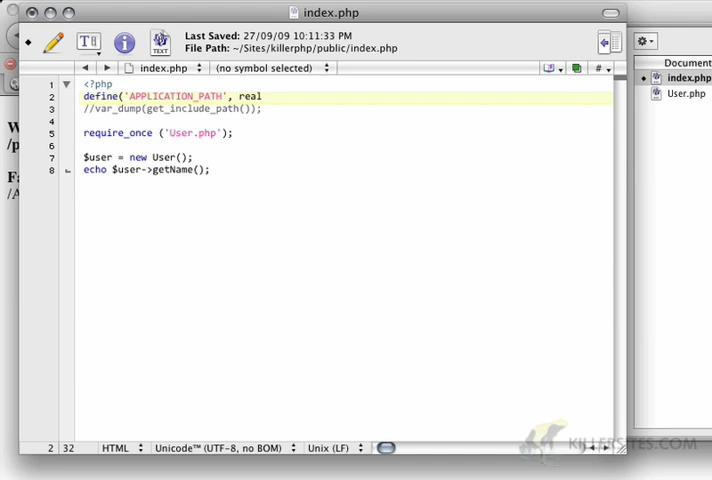 index.php
Last Saved: 27/09/09 10:11:33 PM
File Path: ~/Sites/killerphp/public/index.php
TEXT
index.php
(no symbol selected)
#
1 <?php
2 define('APPLICATION_PATH', real
3 //var_dump(get_include_path());
4
5 require_once ('User.php');
6
7 $user = new User();
8 echo $user->getName();
2 32 HTML Unicode™ (UTF-8, no BOM) Unix (LF)
Document
index.php
User.php
KILLERSITES.COM